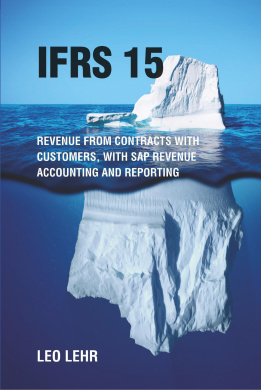 IFRS 15
REVENUE FROM CONTRACTS WITH
CUSTOMERS, WITH SAP REVENUE
ACCOUNTING AND REPORTING
LEO LEHR